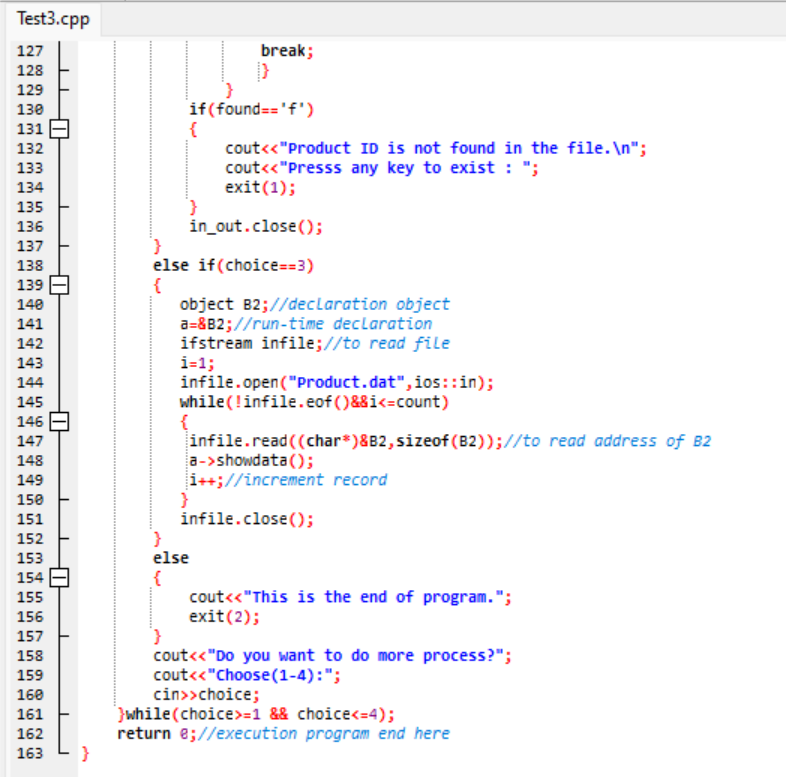 Test3.cpp
127 break;
128 }
129 }
130 if(found=='f')
131 {
132 cout<<"Product ID is not found in the file.\n";
133 cout<<"Presss any key to exist : ";
134 exit(1);
135 }
136 in_out.close();
137 }
138 else if(choice==3)
139 {
140 object B2;//declaration object
141 a=&B2;//run-time declaration
142 ifstream infile;//to read file
143 i=1;
144 infile.open("Product.dat",ios::in);
145 while(!infile.eof()&&i<=count)
146 {
147 infile.read((char*)&B2,sizeof(B2));//to read address of B2
148 a->showdata();
149 i++;//increment record
150 }
151 infile.close();
152 }
153 else
154 {
155 cout<<"This is the end of program.";
156 exit(2);
157 }
158 cout<<"Do you want to do more process?";
159 cout<<"Choose(1-4):";
160 cin>>choice;
161 }while(choice>=1 && choice<=4);
162 return 0;//execution program end here
163 }